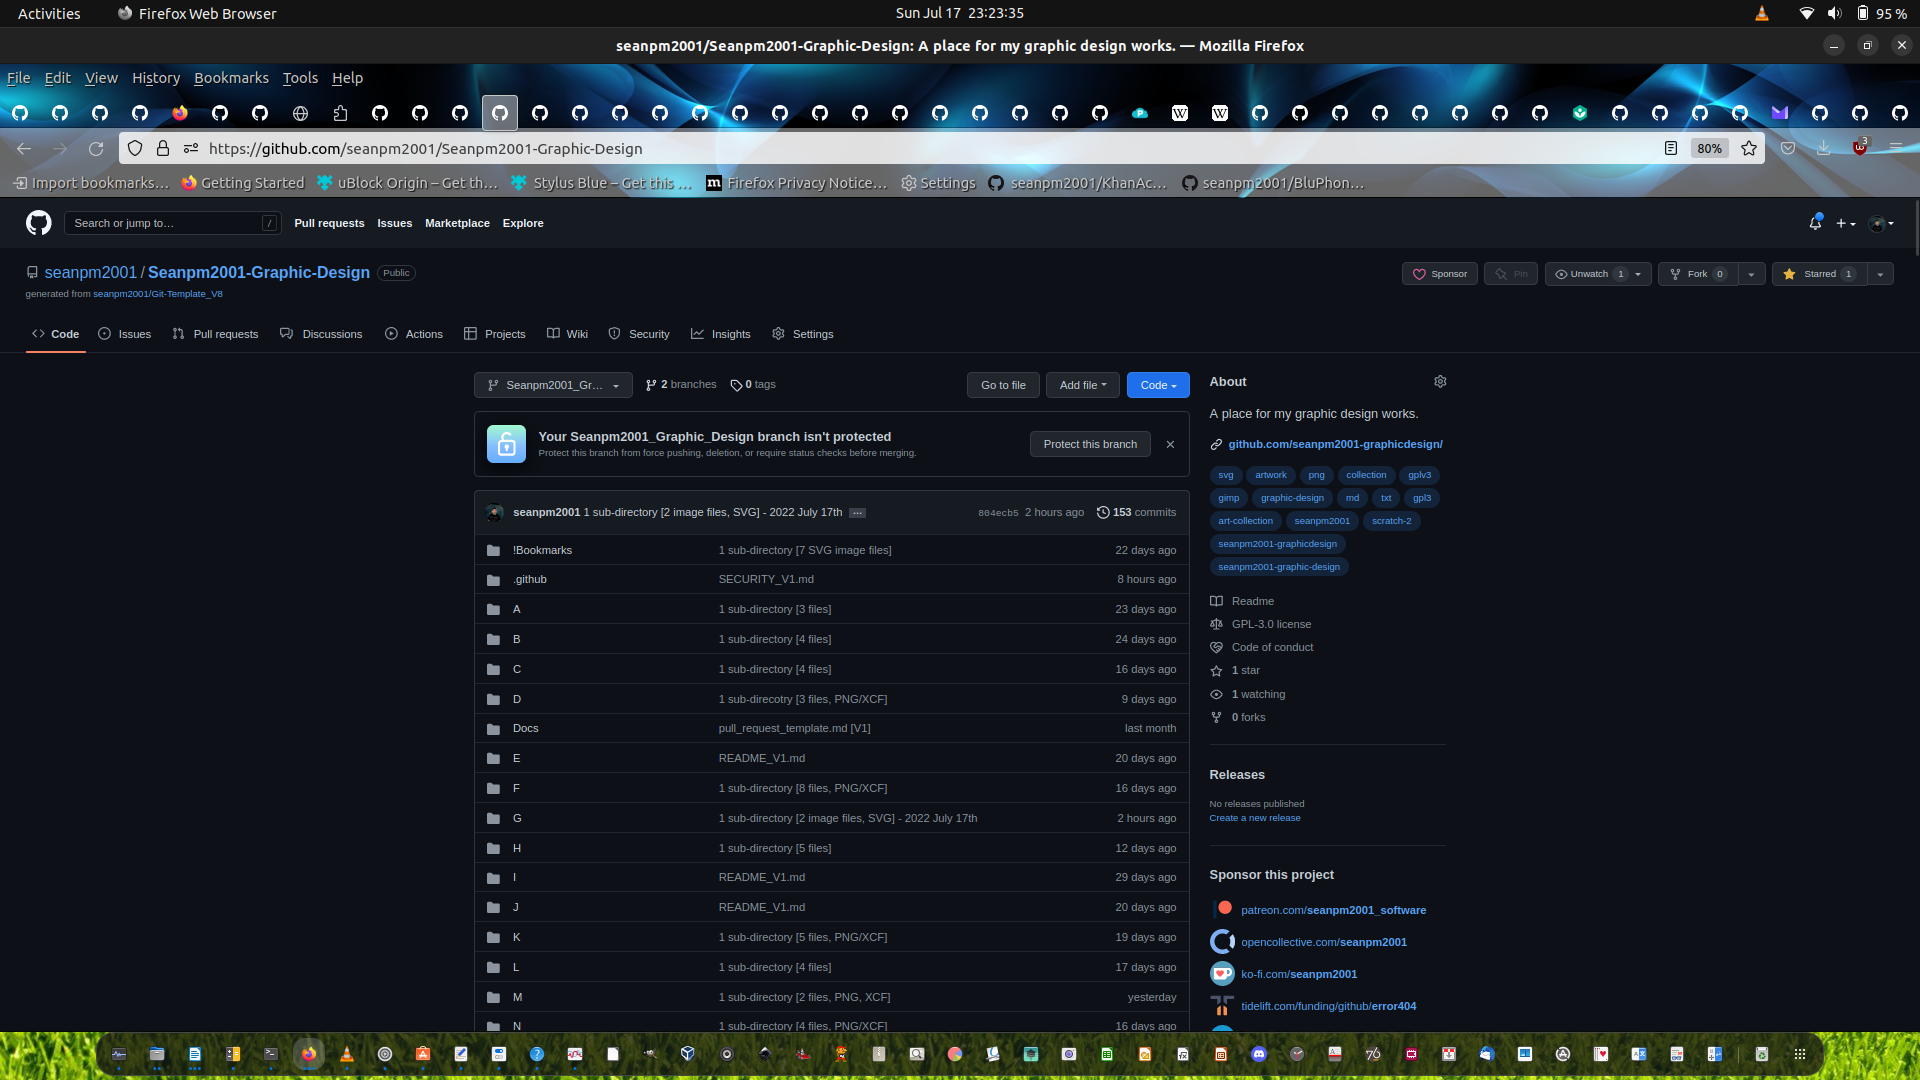 Activities Firefox Web Browser Sun Jul 17 23:23:35 95 %
seanpm2001/Seanpm2001-Graphic-Design: A place for my graphic design works. — Mozilla Firefox
File Edit View History Bookmarks Tools Help
https://github.com/seanpm2001/Seanpm2001-Graphic-Design 80% 3
Import bookmarks… Getting Started uBlock Origin – Get th… Stylus Blue – Get this … Firefox Privacy Notice… Settings seanpm2001/KhanAc… seanpm2001/BluPhon…
Search or jump to… / Pull requests Issues Marketplace Explore
seanpm2001 / Seanpm2001-Graphic-Design Public Sponsor Pin Unwatch 1 Fork 0 Starred 1
generated from seanpm2001/Git-Template_V8
Code Issues Pull requests Discussions Actions Projects Wiki Security Insights Settings
Seanpm2001_Gr… 2 branches 0 tags Go to file Add file Code
Your Seanpm2001_Graphic_Design branch isn't protected
Protect this branch from force pushing, deletion, or require status checks before merging.
Protect this branch
seanpm2001 1 sub-directory [2 image files, SVG] - 2022 July 17th … 804ecb5 2 hours ago 153 commits
!Bookmarks 1 sub-directory [7 SVG image files] 22 days ago
.github SECURITY_V1.md 8 hours ago
A 1 sub-directory [3 files] 23 days ago
B 1 sub-directory [4 files] 24 days ago
C 1 sub-directory [4 files] 16 days ago
D 1 sub-direcotry [3 files, PNG/XCF] 9 days ago
Docs pull_request_template.md [V1] last month
E README_V1.md 20 days ago
F 1 sub-directory [8 files, PNG/XCF] 16 days ago
G 1 sub-directory [2 image files, SVG] - 2022 July 17th 2 hours ago
H 1 sub-directory [5 files] 12 days ago
I README_V1.md 29 days ago
J README_V1.md 20 days ago
K 1 sub-directory [5 files, PNG/XCF] 19 days ago
L 1 sub-directory [4 files] 17 days ago
M 1 sub-directory [2 files, PNG, XCF] yesterday
N 1 sub-directory [4 files, PNG/XCF] 16 days ago
About
A place for my graphic design works.
github.com/seanpm2001-graphicdesign/
svg artwork png collection gplv3
gimp graphic-design md txt gpl3
art-collection seanpm2001 scratch-2
seanpm2001-graphicdesign
seanpm2001-graphic-design
Readme
GPL-3.0 license
Code of conduct
1 star
1 watching
0 forks
Releases
No releases published
Create a new release
Sponsor this project
patreon.com/seanpm2001_software
opencollective.com/seanpm2001
ko-fi.com/seanpm2001
tidelift.com/funding/github/error404